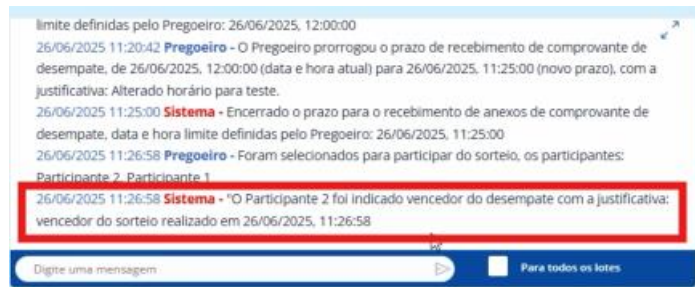 limite definidas pelo Pregoeiro: 26/06/2025, 12:00:00
26/06/2025 11:20:42 Pregoeiro - O Pregoeiro prorrogou o prazo de recebimento de comprovante de
desempate, de 26/06/2025, 12:00:00 (data e hora atual) para 26/06/2025, 11:25:00 (novo prazo), com a
justificativa: Alterado horário para teste.
26/06/2025 11:25:00 Sistema - Encerrado o prazo para o recebimento de anexos de comprovante de
desempate, data e hora limite definidas pelo Pregoeiro: 26/06/2025, 11:25:00
26/06/2025 11:26:58 Pregoeiro - Foram selecionados para participar do sorteio, os participantes:
Participante 2, Participante 1
26/06/2025 11:26:58 Sistema - "O Participante 2 foi indicado vencedor do desempate com a justificativa:
vencedor do sorteio realizado em 26/06/2025, 11:26:58
Digite uma mensagem
Para todos os lotes